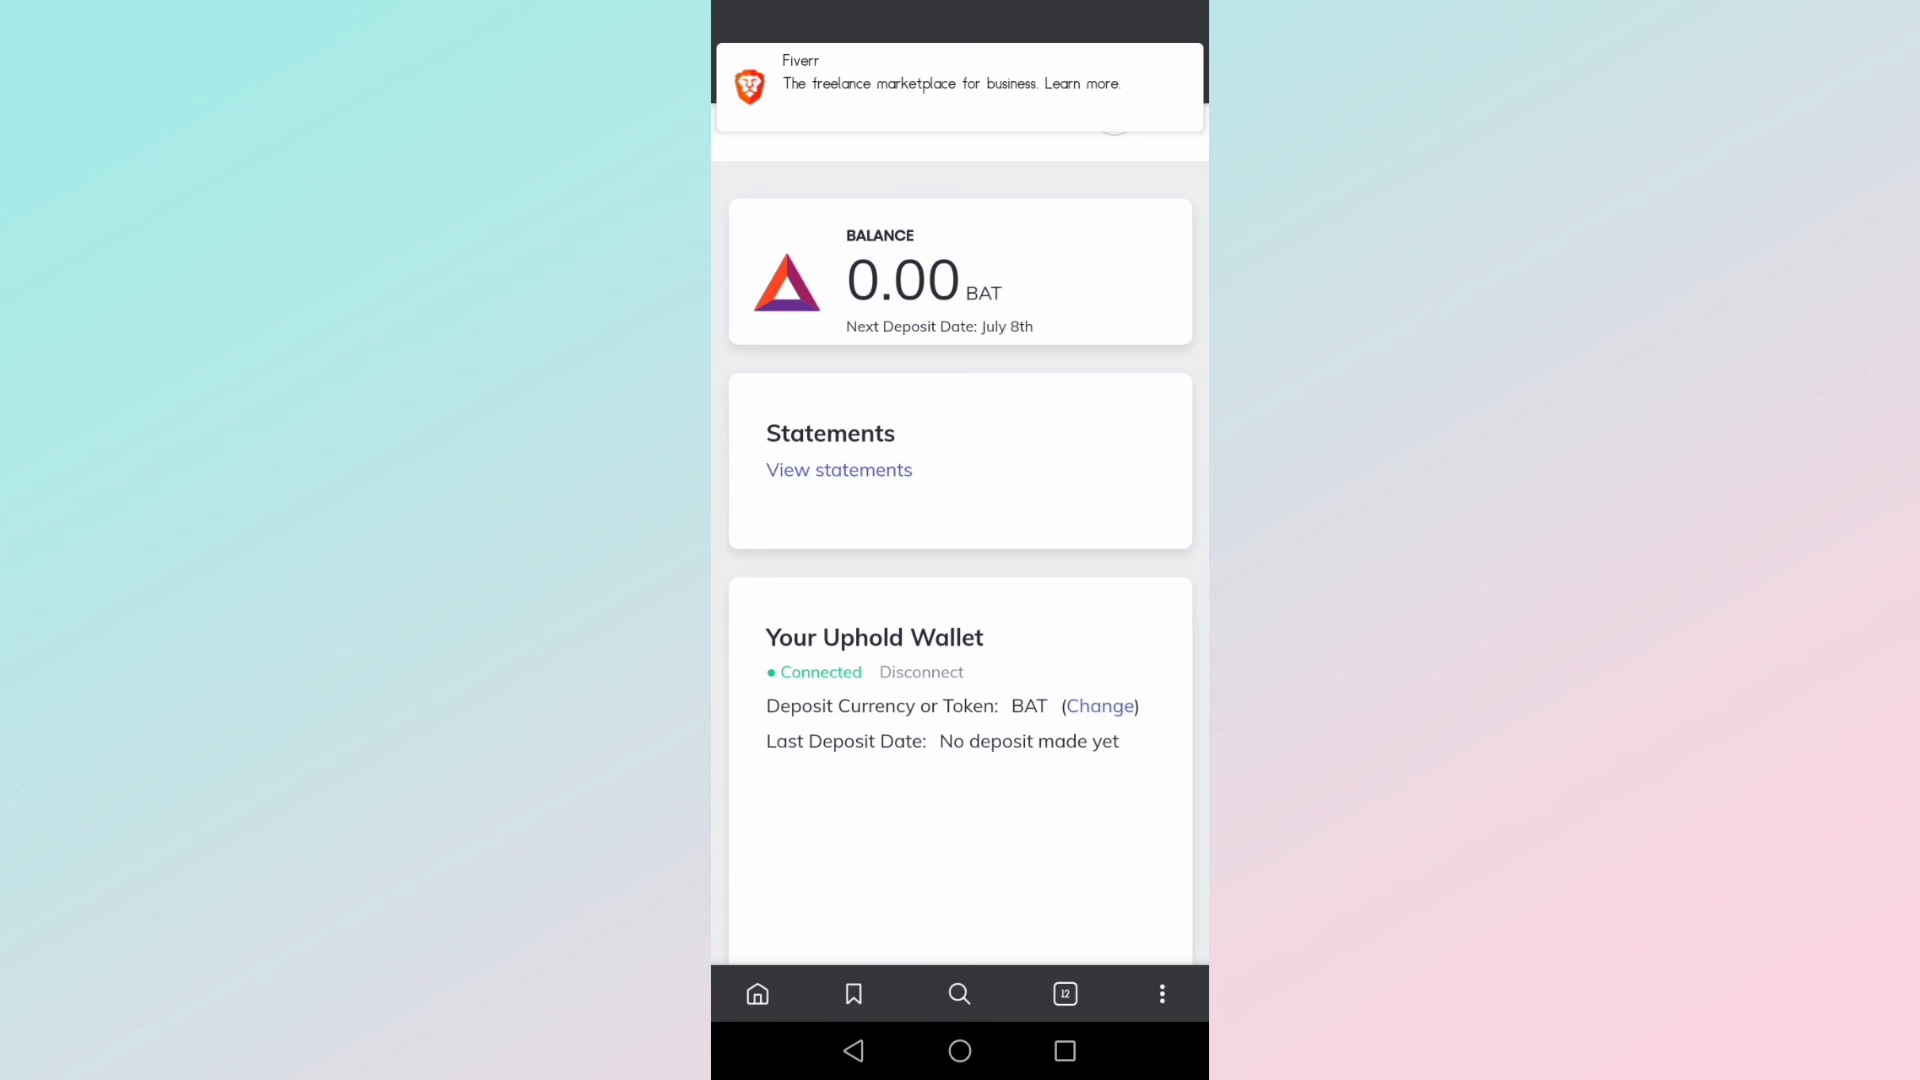 Fiverr
The freelance marketplace for business. Learn more.
BALANCE
0.00 BAT
Next Deposit Date: July 8th
Statements
View statements
Your Uphold Wallet
Connected Disconnect
Deposit Currency or Token: BAT (Change)
Last Deposit Date: No deposit made yet
12